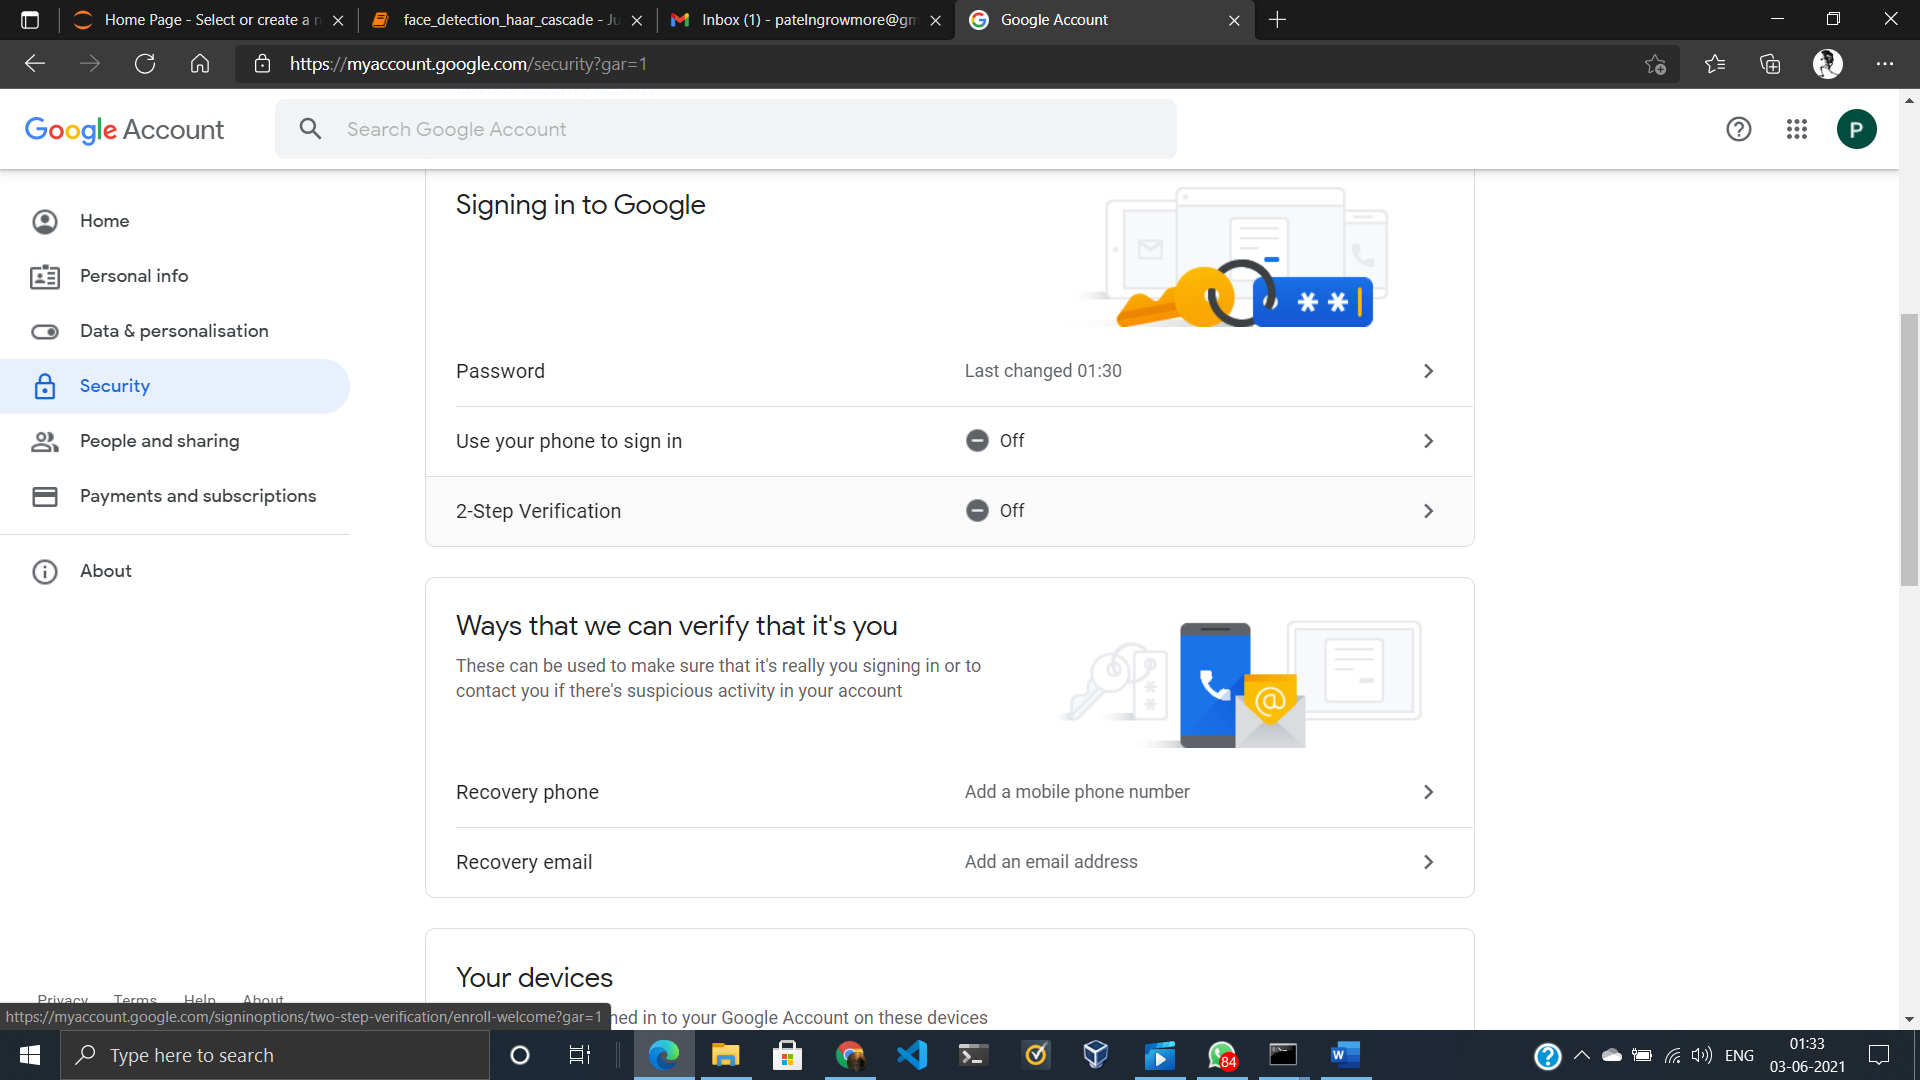 Home Page - Select or create a n
face_detection_haar_cascade - Ju
Inbox (1) - patelngrowmore@gm
Google Account
https://myaccount.google.com/security?gar=1
Google Account
Search Google Account
P
Home
Personal info
Data & personalisation
Security
People and sharing
Payments and subscriptions
About
Signing in to Google
**
Password
Last changed 01:30
Use your phone to sign in
Off
2-Step Verification
Off
Ways that we can verify that it's you
These can be used to make sure that it's really you signing in or to
contact you if there's suspicious activity in your account
@
Recovery phone
Add a mobile phone number
Recovery email
Add an email address
Your devices
ned in to your Google Account on these devices
Privacy Terms Help About
https://myaccount.google.com/signinoptions/two-step-verification/enroll-welcome?gar=1
Type here to search
84
ENG
01:33
03-06-2021